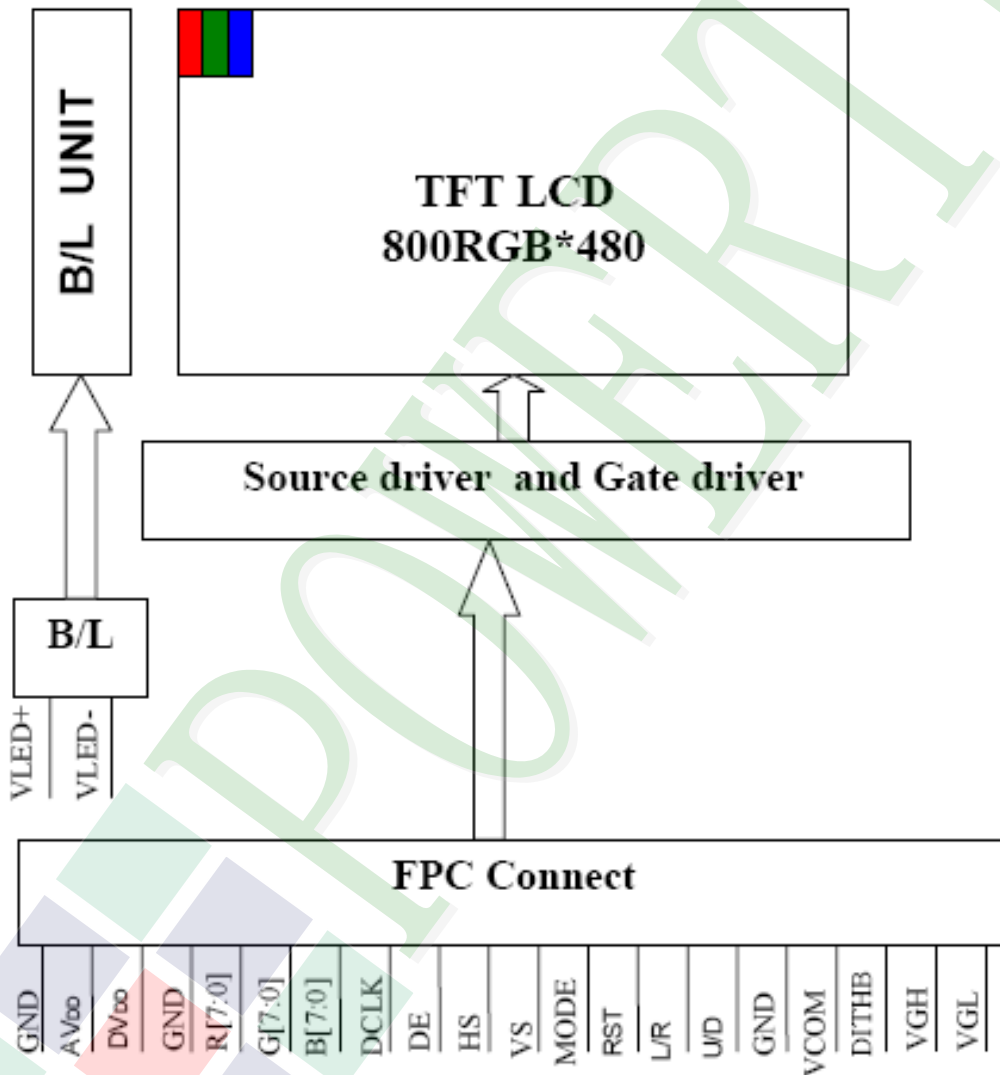 B/L UNIT
TFT LCD
800RGB*480
Source driver and Gate driver
B/L
VLED+
VLED-
FPC Connect
GND
AVDD
DVDD
GND
R[7:0]
G[7:0]
B[7:0]
DCLK
DE
HS
VS
MODE
RST
L/R
U/D
GND
VCOM
DITHB
VGH
VGL
POWERT